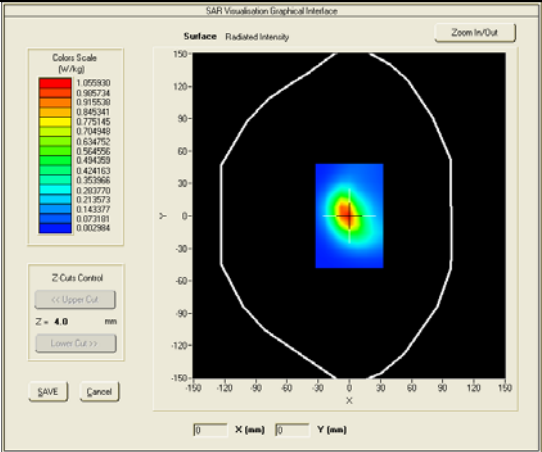 SAR Visualisation Graphical Interface
Surface Radiated Intensity
Zoom In/Out
Colors Scale
(W/kg)
1.055930
0.985734
0.915538
0.845341
0.775145
0.704948
0.634752
0.564556
0.494359
0.424163
0.353966
0.283770
0.213573
0.143377
0.073181
0.002984
Z-Cuts Control
<< Upper Cut
Z = 4.0 mm
Lower Cut >>
SAVE Cancel
Y
150-
120-
90-
60-
30-
0-
-30-
-60-
-90-
-120-
-150-
-150 -120 -90 -60 -30 0 30 60 90 120 150
X
0 X (mm) 0 Y (mm)